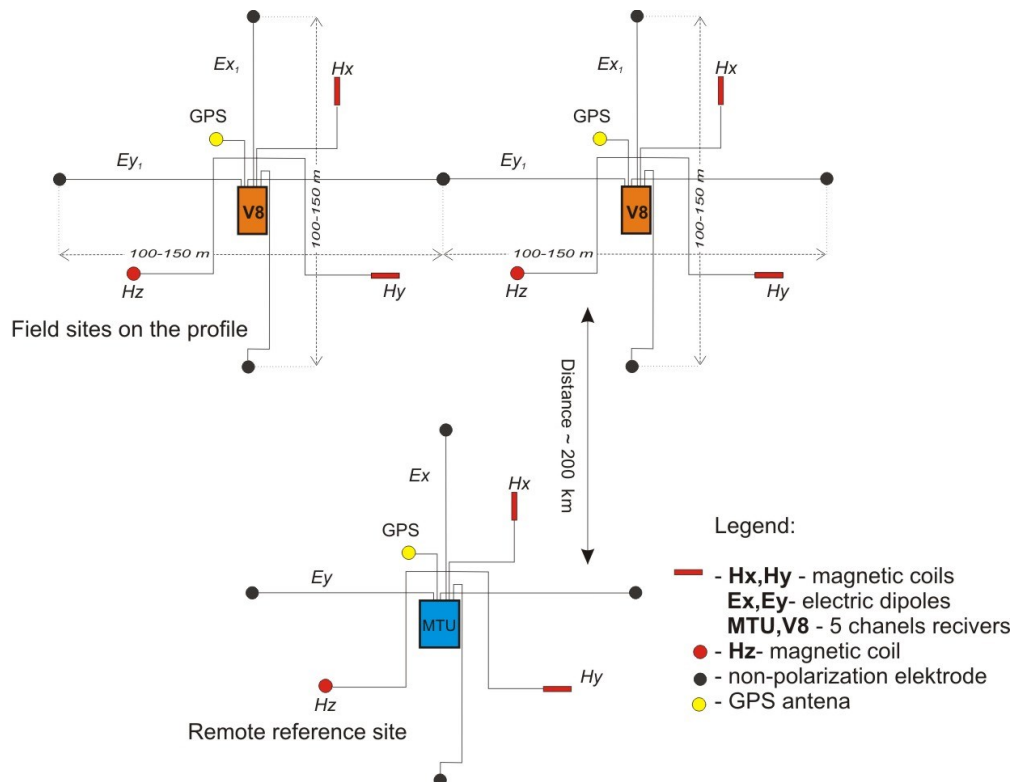 Ex1
Hx
GPS
Ey1
V8
100-150 m
100-150 m
Hz
Hy
Ex1
Hx
GPS
Ey1
V8
100-150 m
100-150 m
Hz
Hy
Field sites on the profile
Distance ~ 200 km
Ex
Hx
GPS
Ey
MTU
Hz
Hy
Remote reference site
Legend:
- Hx,Hy - magnetic coils
Ex,Ey- electric dipoles
MTU,V8 - 5 chanels recivers
- Hz- magnetic coil
- non-polarization elektrode
- GPS antena